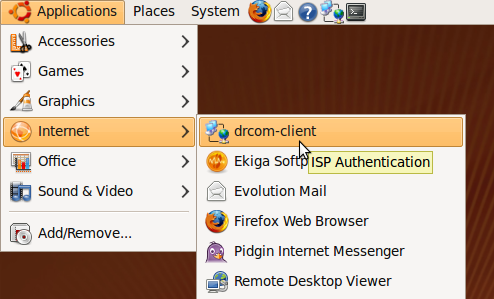 Applications Places System
Accessories
Games
Graphics
Internet
Office
Sound & Video
Add/Remove...
drcom-client
Ekiga Softp
ISP Authentication
Evolution Mail
Firefox Web Browser
Pidgin Internet Messenger
Remote Desktop Viewer